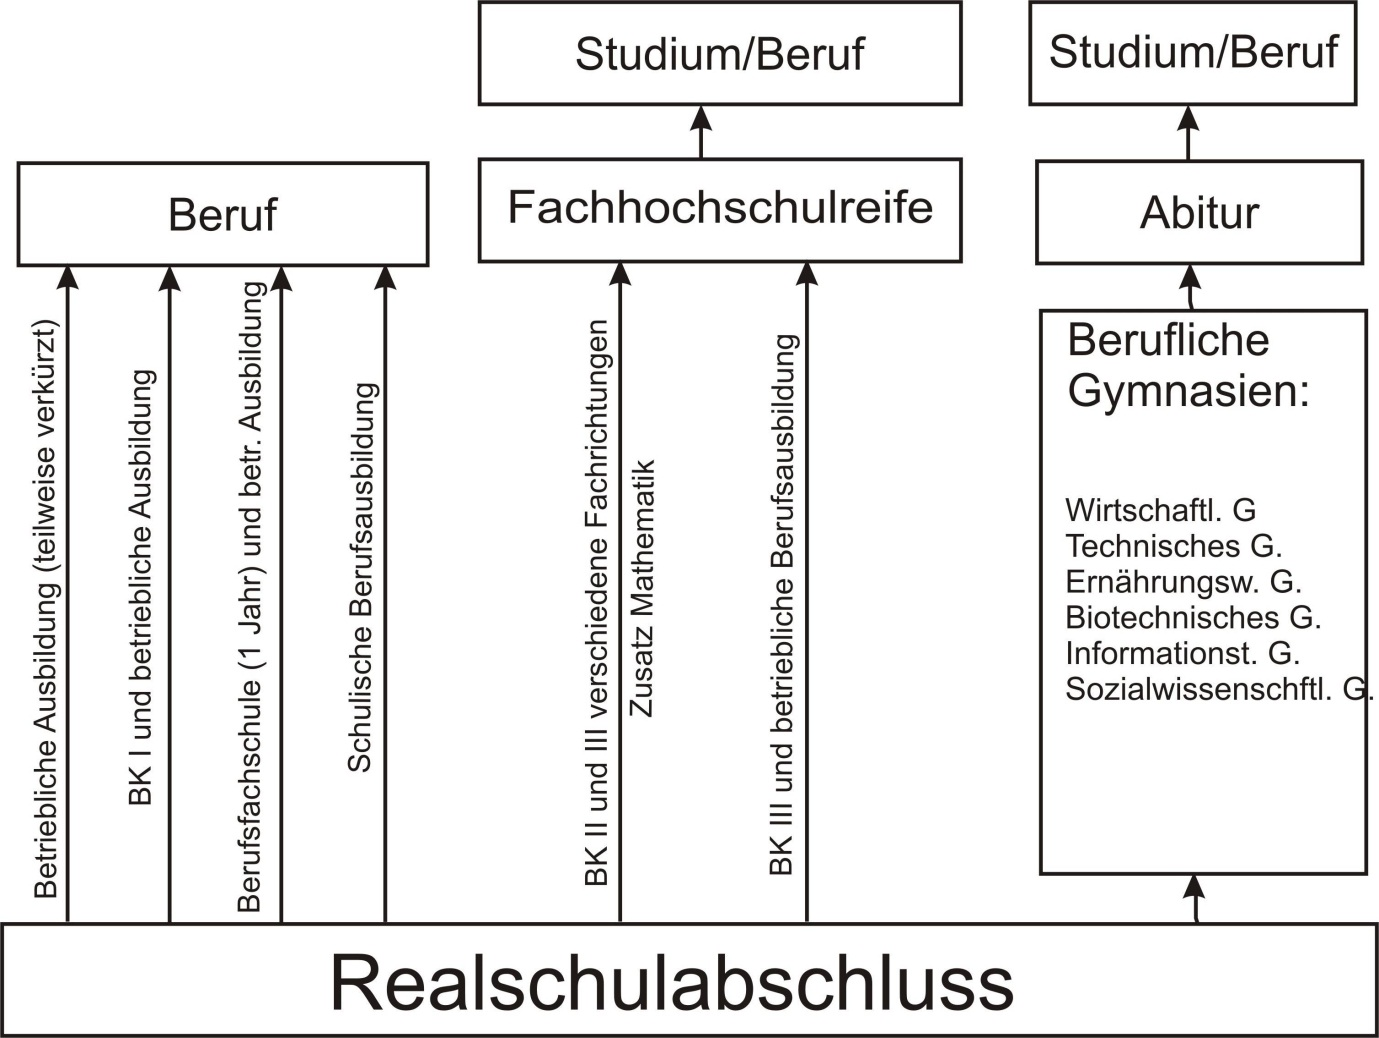 Studium/Beruf
Studium/Beruf
Beruf
Fachhochschulreife
Abitur
Betriebliche Ausbildung (teilweise verkürzt)
BK I und betriebliche Ausbildung
Berufsfachschule (1 Jahr) und betr. Ausbildung
Schulische Berufsausbildung
BK II und III verschiedene Fachrichtungen
Zusatz Mathematik
BK III und betriebliche Berufsausbildung
Berufliche
Gymnasien:
Wirtschaftl. G
Technisches G.
Ernährungsw. G.
Biotechnisches G.
Informationst. G.
Sozialwissenschftl. G.
Realschulabschluss